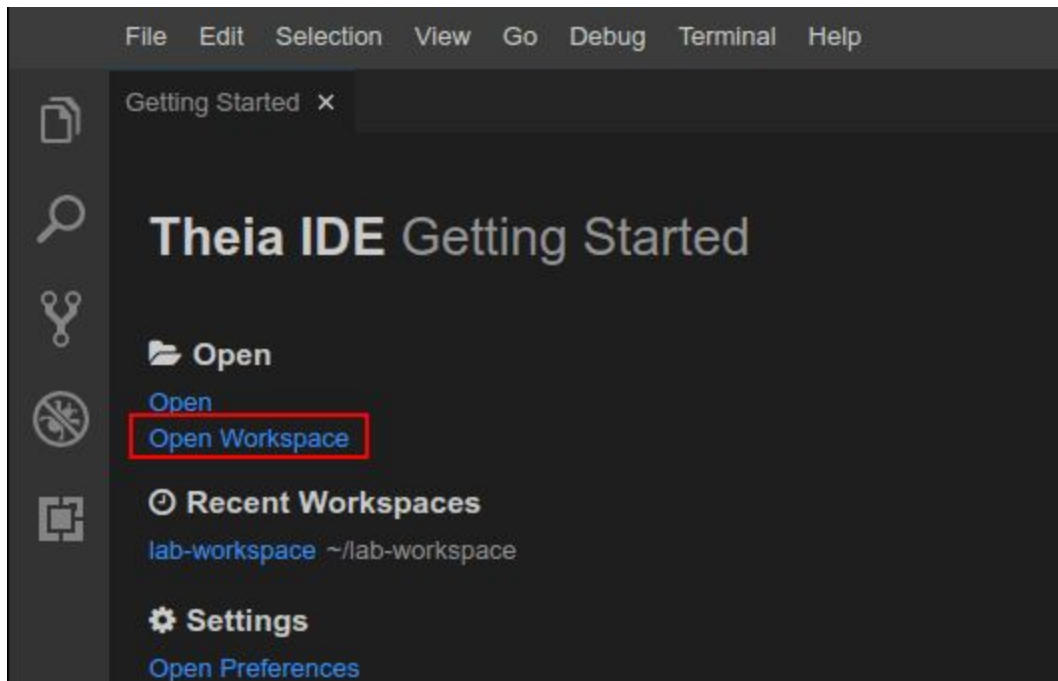 File Edit Selection View Go Debug Terminal Help
Getting Started ×
Theia IDE Getting Started
Open
Open
Open Workspace
Recent Workspaces
lab-workspace ~/lab-workspace
Settings
Open Preferences